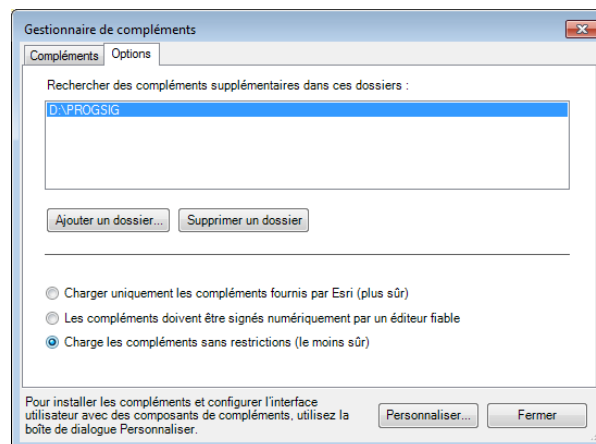 Gestionnaire de compléments
Compléments Options
Rechercher des compléments supplémentaires dans ces dossiers :
D:\PROGSIG
Ajouter un dossier... Supprimer un dossier
Charger uniquement les compléments fournis par Esri (plus sûr)
Les compléments doivent être signés numériquement par un éditeur fiable
Charge les compléments sans restrictions (le moins sûr)
Pour installer les compléments et configurer l'interface
utilisateur avec des composants de compléments, utilisez la
boîte de dialogue Personnaliser.
Personnaliser... Fermer